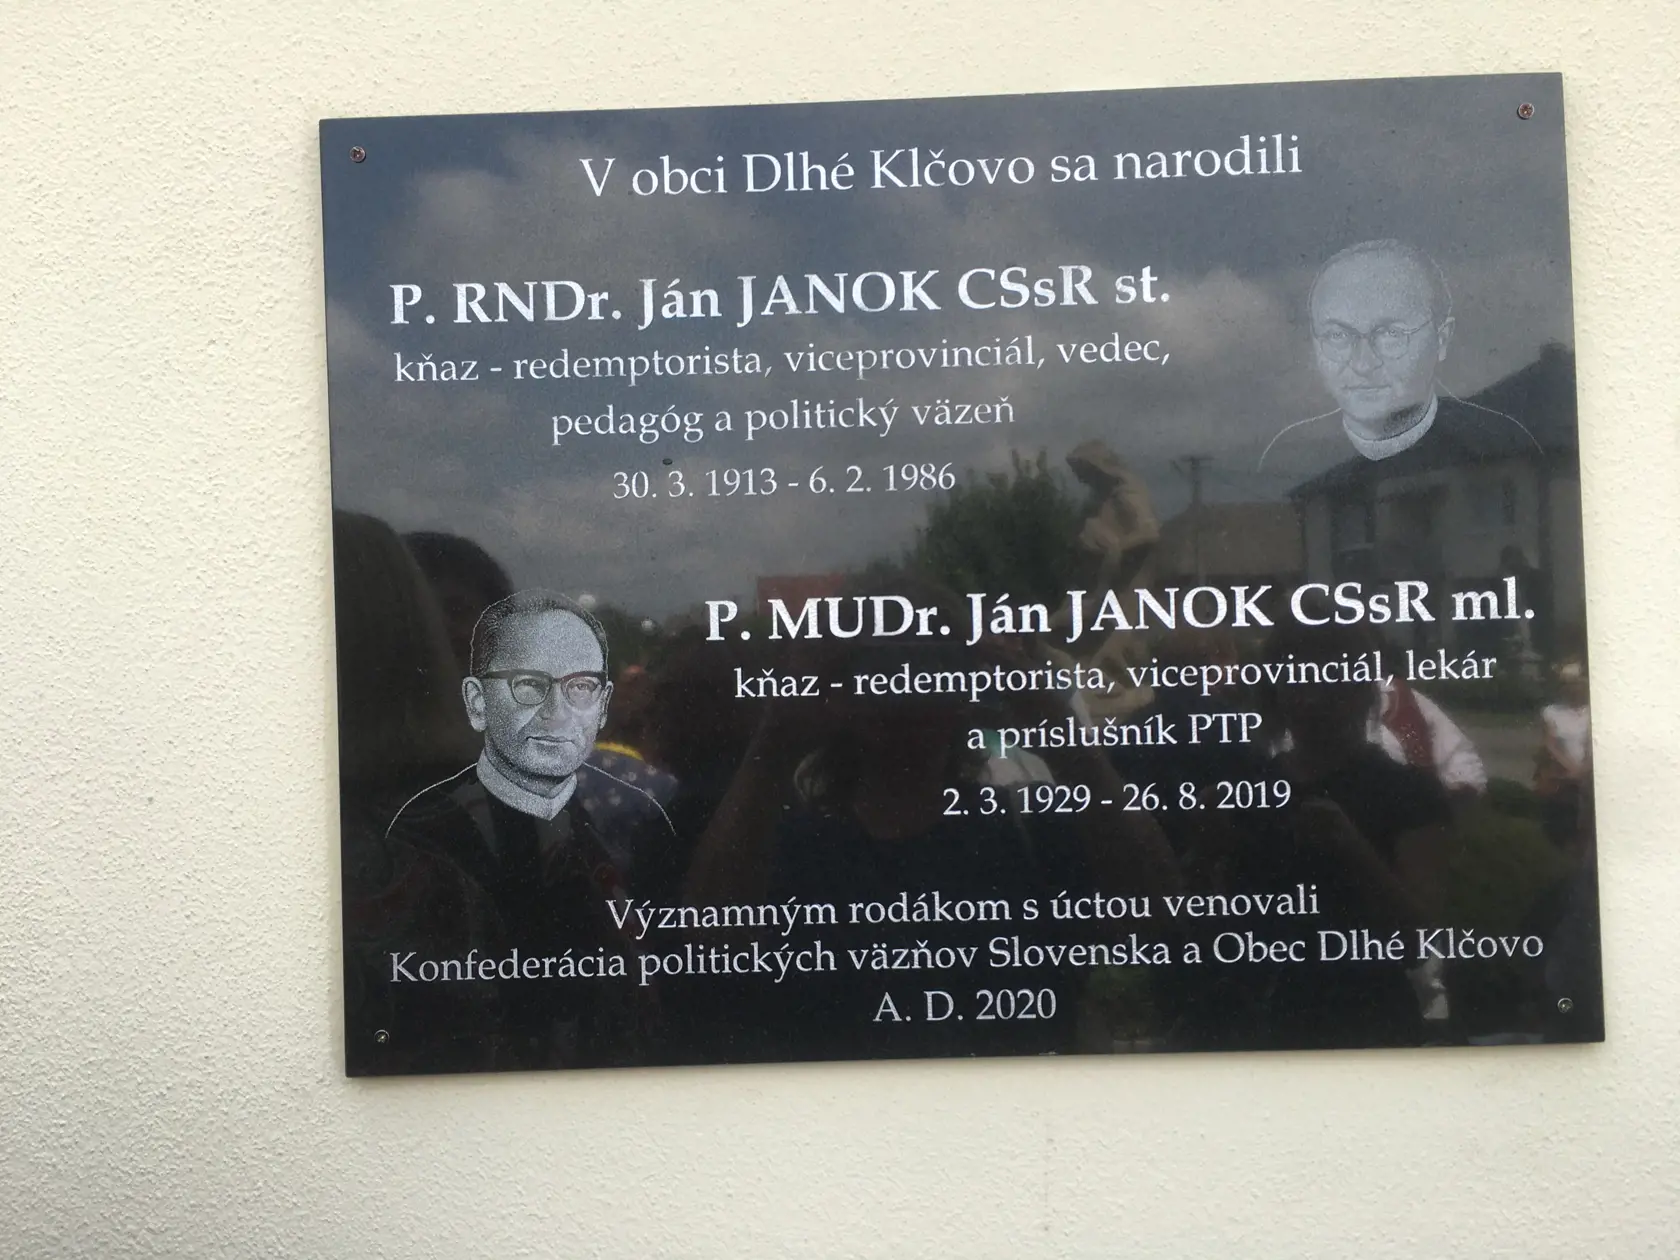 V obci Dlhé Klčovo sa narodili
P. RNDr. Ján JANOK CSsR st.
kňaz - redemptorista, viceprovinciál, vedec,
pedagóg a politický väzeň
30. 3. 1913 - 6. 2. 1986
P. MUDr. Ján JANOK CSsR ml.
kňaz - redemptorista, viceprovinciál, lekár
a príslušník PTP
2. 3. 1929 - 26. 8. 2019
Významným rodákom s úctou venovali
Konfederácia politických väzňov Slovenska a Obec Dlhé Klčovo
A. D. 2020